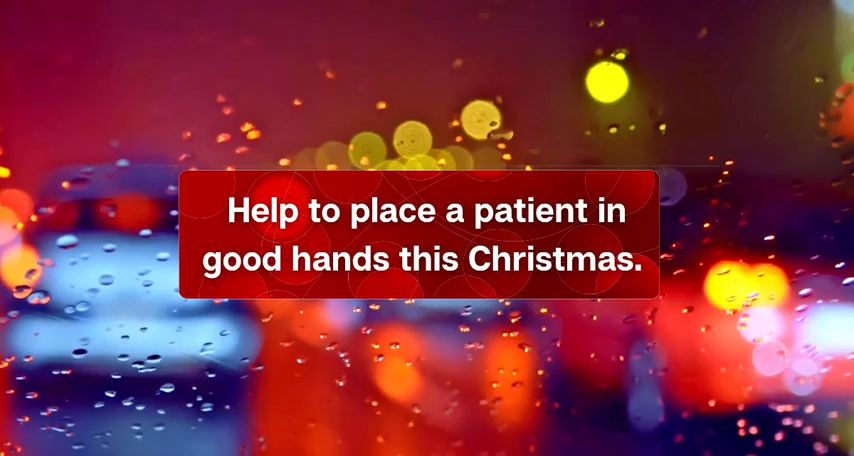 Help to place a patient in
good hands this Christmas.